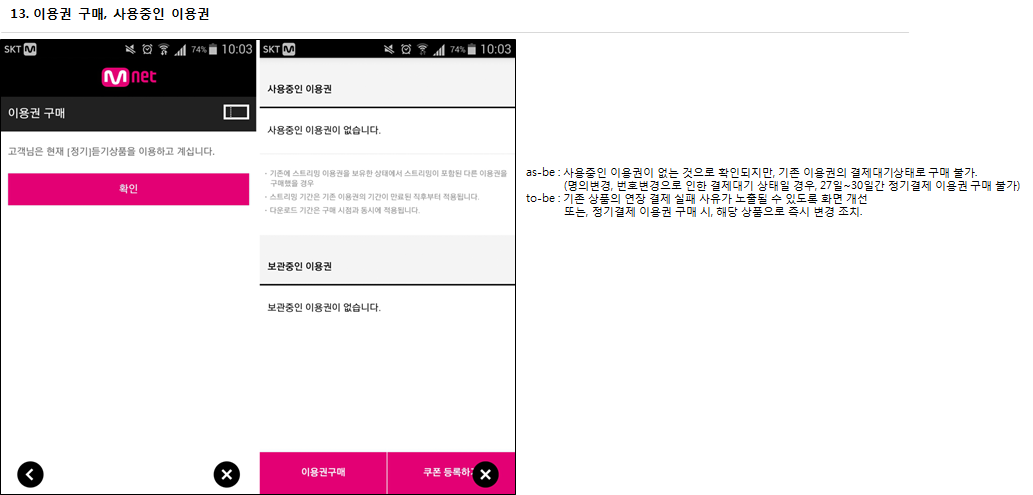 13. 이용권 구매, 사용중인 이용권
SKT M 74% 10:03
SKT M 74% 10:03
Mnet
이용권 구매
고객님은 현재 [정기]듣기상품을 이용하고 계십니다.
확인
사용중인 이용권
사용중인 이용권이 없습니다.
- 기존에 스트리밍 이용권을 보유한 상태에서 스트리밍이 포함된 다른 이용권을
구매했을 경우
- 스트리밍 기간은 기존 이용권의 기간이 만료된 직후부터 적용됩니다.
- 다운로드 기간은 구매 시점과 동시에 적용됩니다.
보관중인 이용권
보관중인 이용권이 없습니다.
이용권구매
쿠폰 등록하
as-be : 사용중인 이용권이 없는 것으로 확인되지만, 기존 이용권의 결제대기상태로 구매 불가.
(명의변경, 번호변경으로 인한 결제대기 상태일 경우, 27일~30일간 정기결제 이용권 구매 불가)
to-be : 기존 상품의 연장 결제 실패 사유가 노출될 수 있도록 화면 개선
또는, 정기결제 이용권 구매 시, 해당 상품으로 즉시 변경 조치.